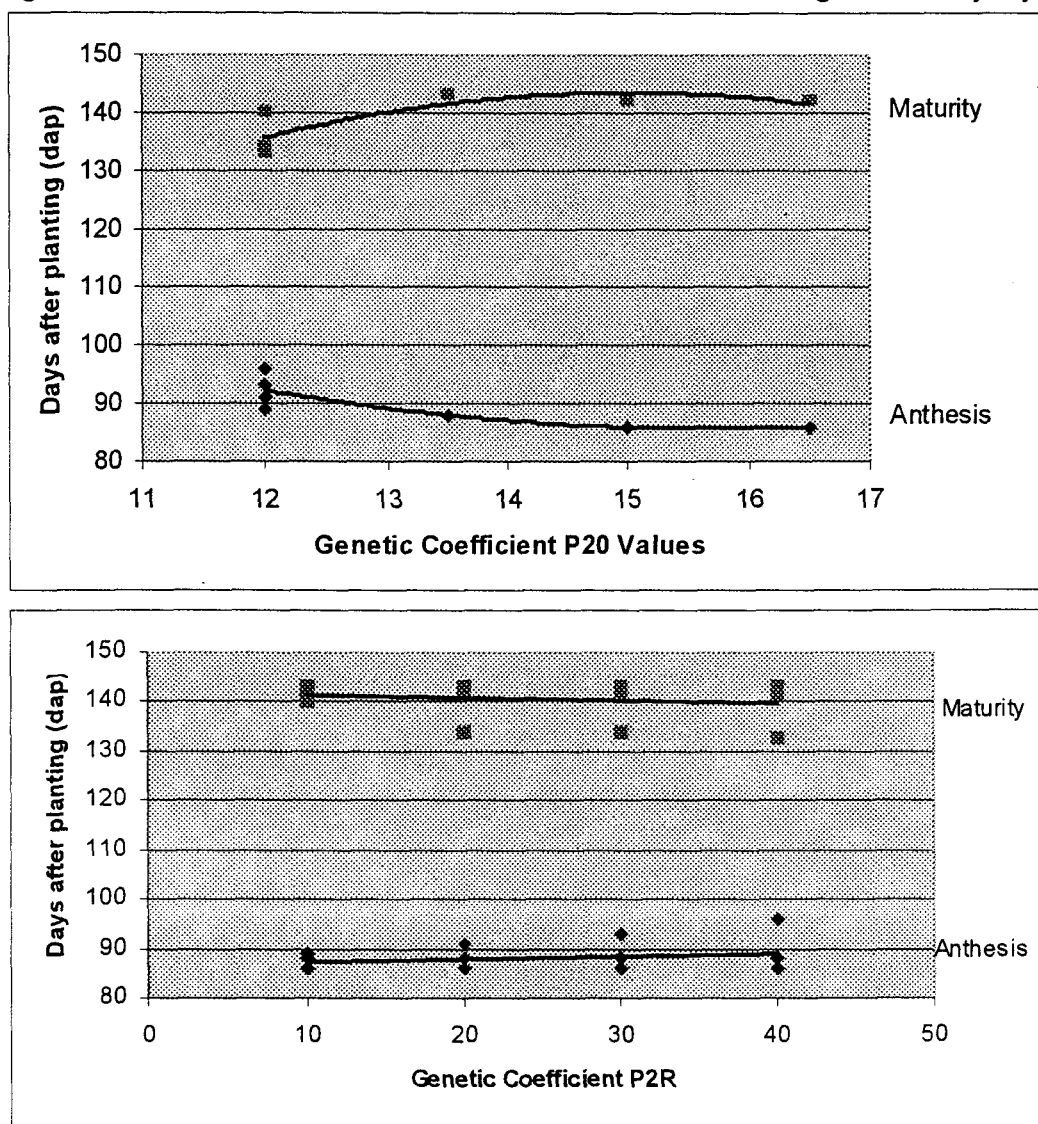 150
140
130
120
110
100
90
80
Days after planting (dap)
Maturity
Anthesis
11 12 13 14 15 16 17
Genetic Coefficient P20 Values
150
140
130
120
110
100
90
80
Days after planting (dap)
Maturity
Anthesis
0 10 20 30 40 50
Genetic Coefficient P2R